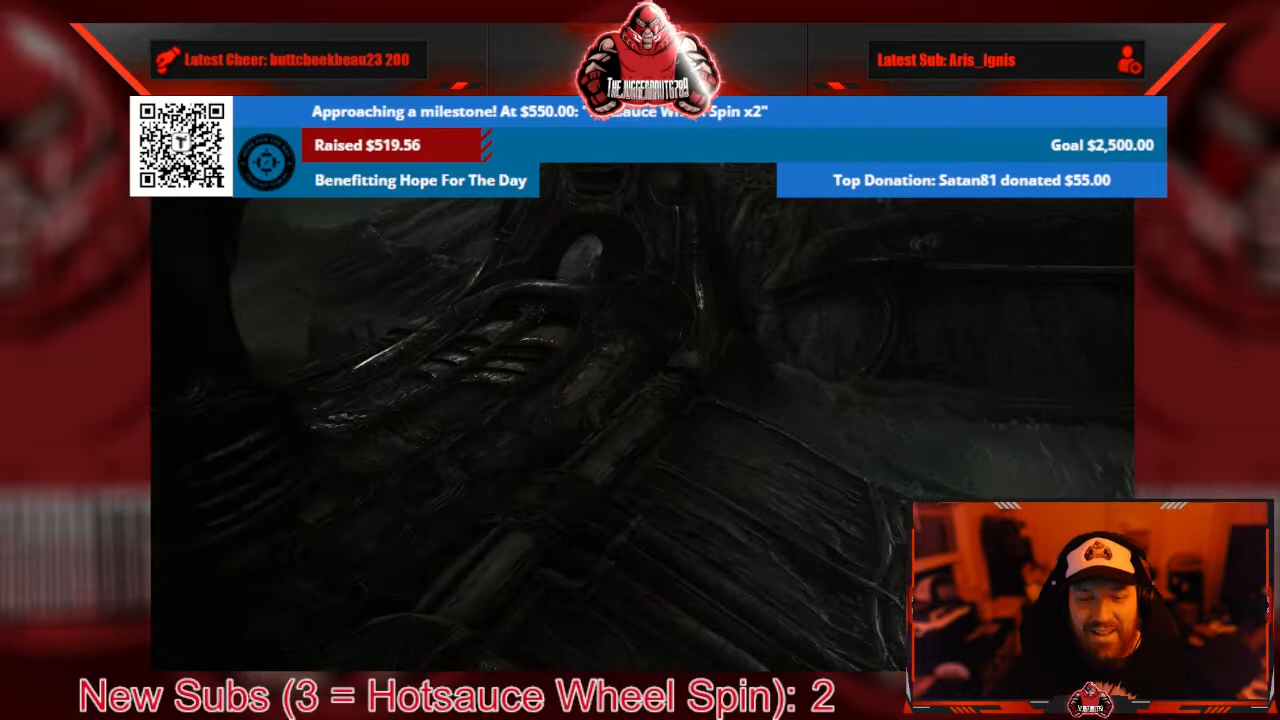 Latest Cheer: buttcheekbeau23 200
THEJUGGERNAUT6789
Latest Sub: Aris_Ignis
Approaching a milestone! At $550.00: " sauce Spin x2"
Raised $519.56
Goal $2,500.00
Benefitting Hope For The Day
Top Donation: Satan81 donated $55.00
New Subs (3 = Hotsauce Wheel Spin): 2